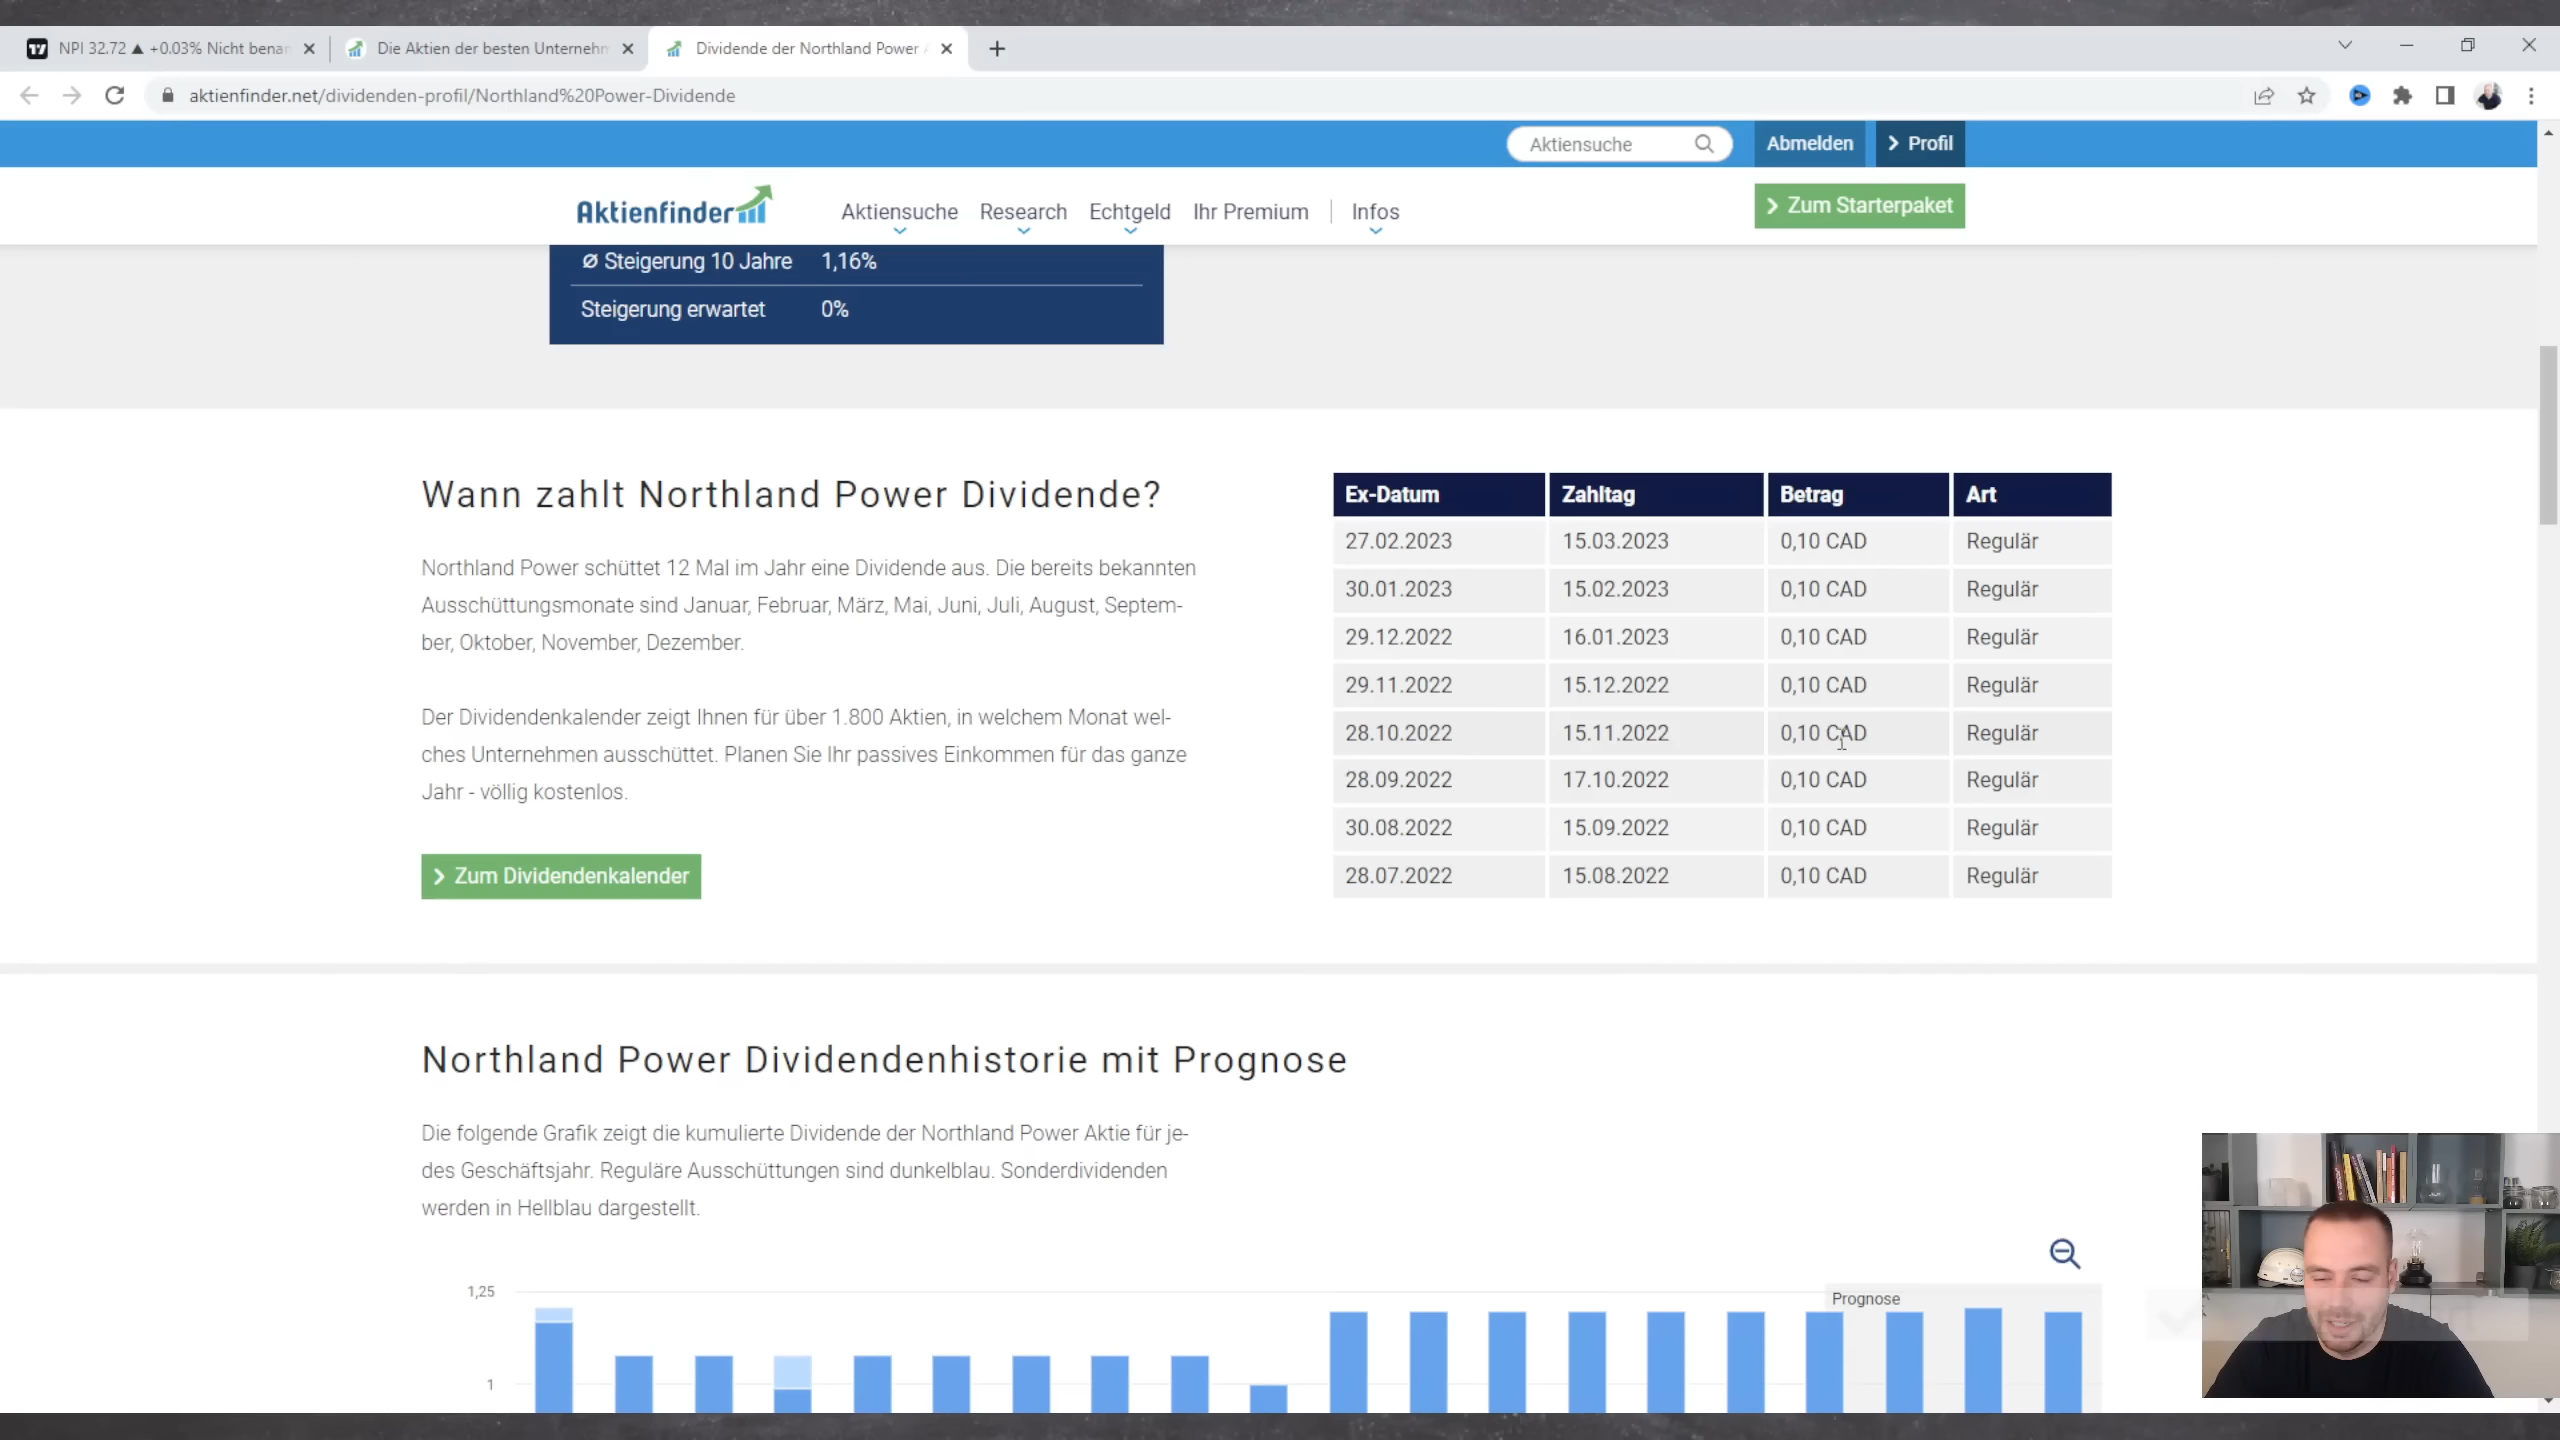 NPI 32.72 ▲ +0.03% Nicht benan
Die Aktien der besten Unternehm
Dividende der Northland Power A
aktienfinder.net/dividenden-profil/Northland%20Power-Dividende
Aktiensuche
Abmelden
Profil
Aktienfinder
Aktiensuche
Research
Echtgeld
Ihr Premium
Infos
Zum Starterpaket
Ø Steigerung 10 Jahre 1,16%
Steigerung erwartet 0%
Wann zahlt Northland Power Dividende?
Northland Power schüttet 12 Mal im Jahr eine Dividende aus. Die bereits bekannten
Ausschüttungsmonate sind Januar, Februar, März, Mai, Juni, Juli, August, Septem-
ber, Oktober, November, Dezember.
Der Dividendenkalender zeigt Ihnen für über 1.800 Aktien, in welchem Monat wel-
ches Unternehmen ausschüttet. Planen Sie Ihr passives Einkommen für das ganze
Jahr - völlig kostenlos.
Zum Dividendenkalender
Ex-Datum Zahltag Betrag Art
27.02.2023 15.03.2023 0,10 CAD Regulär
30.01.2023 15.02.2023 0,10 CAD Regulär
29.12.2022 16.01.2023 0,10 CAD Regulär
29.11.2022 15.12.2022 0,10 CAD Regulär
28.10.2022 15.11.2022 0,10 CAD Regulär
28.09.2022 17.10.2022 0,10 CAD Regulär
30.08.2022 15.09.2022 0,10 CAD Regulär
28.07.2022 15.08.2022 0,10 CAD Regulär
Northland Power Dividendenhistorie mit Prognose
Die folgende Grafik zeigt die kumulierte Dividende der Northland Power Aktie für je-
des Geschäftsjahr. Reguläre Ausschüttungen sind dunkelblau. Sonderdividenden
werden in Hellblau dargestellt.
1,25
Prognose
1